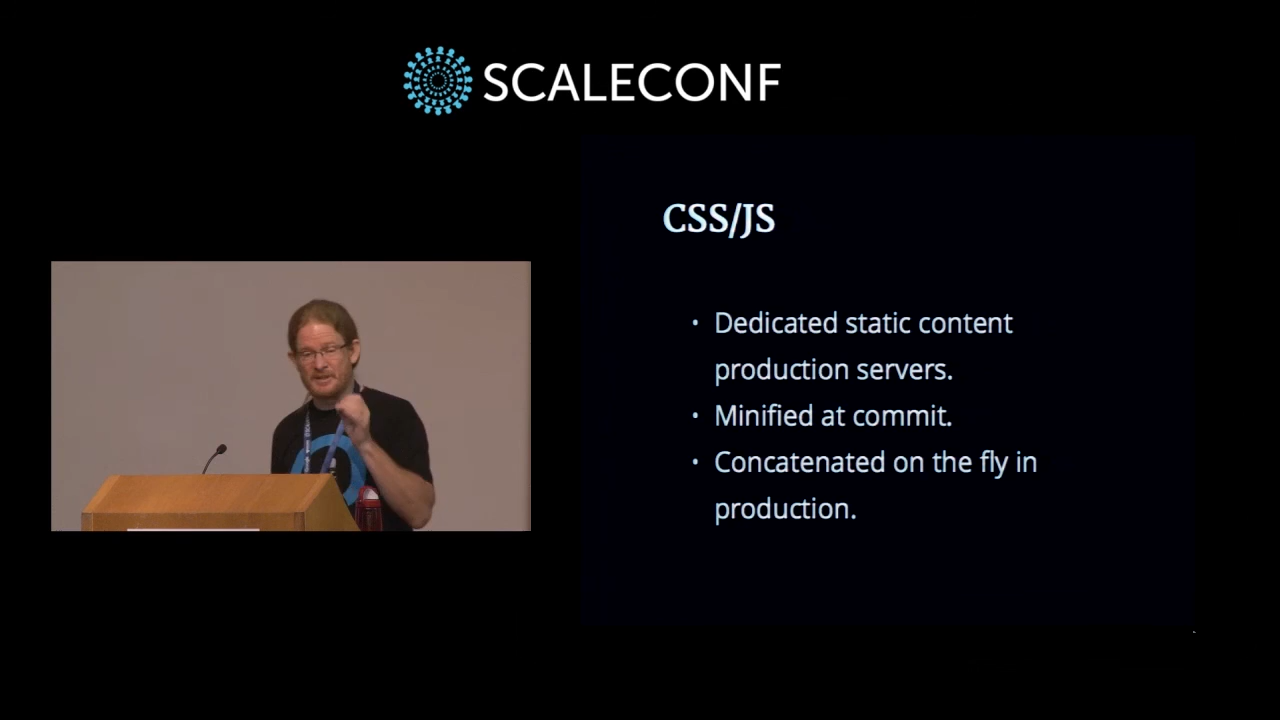 SCALECONF
CSS/JS
• Dedicated static content
production servers.
• Minified at commit.
• Concatenated on the fly in
production.